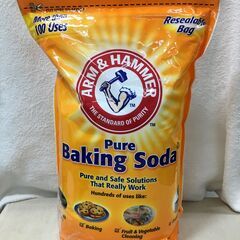 More Than
100 Uses
Resealable
Bag
ARM & HAMMER
THE STANDARD OF PURITY
Pure
Baking Soda
Pure and Safe Solutions
That Really Work
Hundreds of uses like:
Baking
Fruit & Vegetable
Cleaning